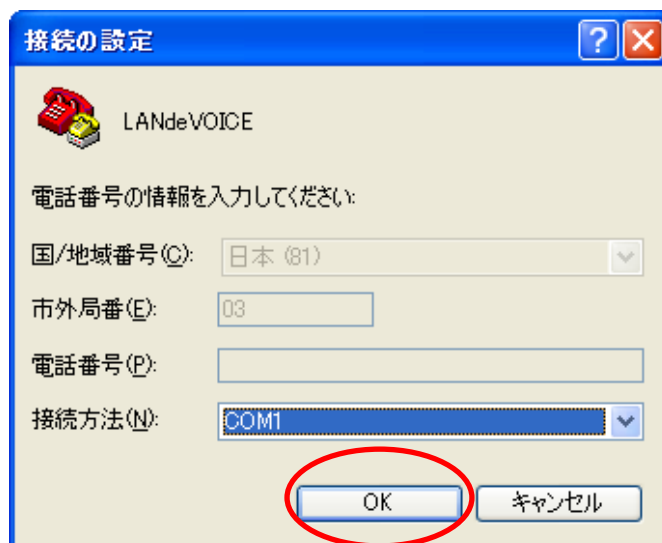 接続の設定
LANdeVOICE
電話番号の情報を入力してください:
国/地域番号(C): 日本 (81)
市外局番(E): 03
電話番号(P):
接続方法(N): COM1
OK キャンセル